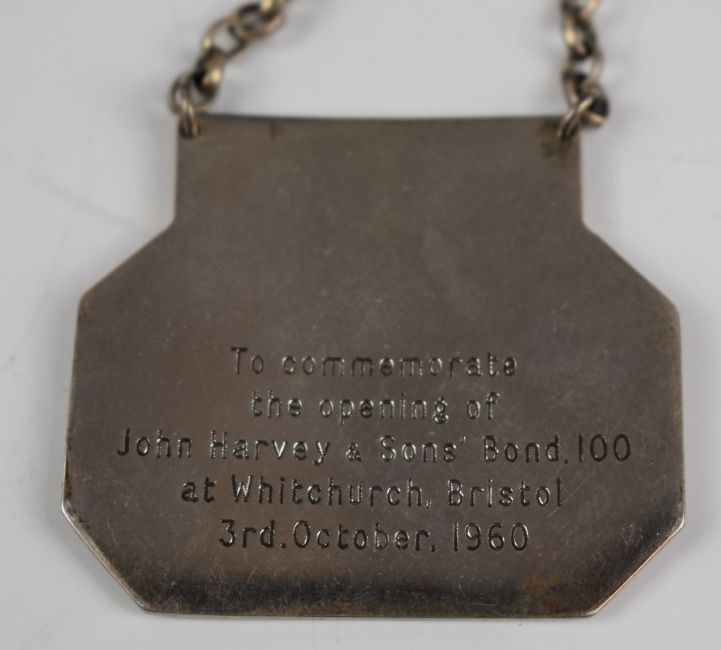 To commemorate
the opening of
John Harvey & Sons' Bond.100
at Whitchurch, Bristol
3rd.October, 1960